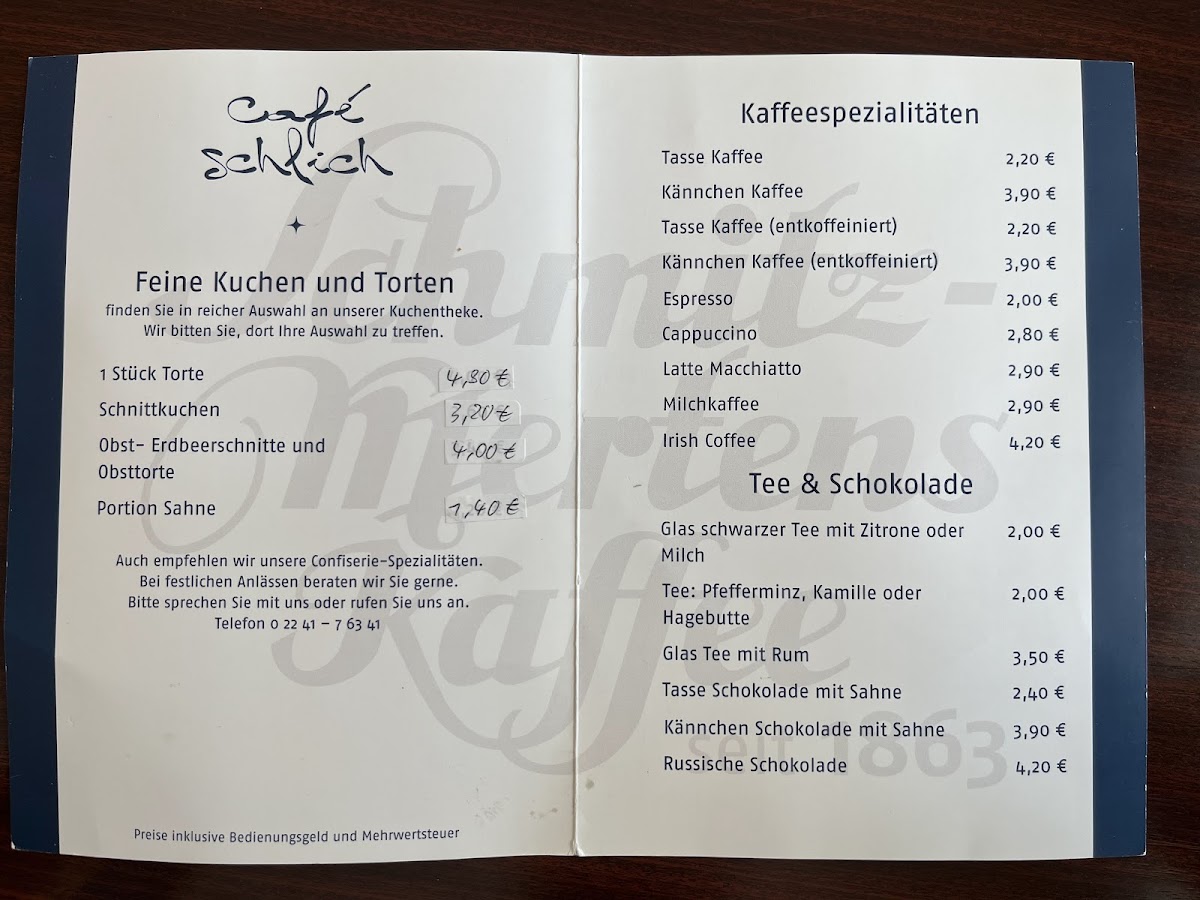 Café
Schlich
Feine Kuchen und Torten
finden Sie in reicher Auswahl an unserer Kuchentheke.
Wir bitten Sie, dort Ihre Auswahl zu treffen.
1 Stück Torte 4,30 €
Schnittkuchen 3,20 €
Obst- Erdbeerschnitte und 4,00 €
Obsttorte
Portion Sahne 1,40 €
Auch empfehlen wir unsere Confiserie-Spezialitäten.
Bei festlichen Anlässen beraten wir Sie gerne.
Bitte sprechen Sie mit uns oder rufen Sie uns an.
Telefon 0 22 41 – 7 63 41
Preise inklusive Bedienungsgeld und Mehrwertsteuer
Kaffeespezialitäten
Tasse Kaffee 2,20 €
Kännchen Kaffee 3,90 €
Tasse Kaffee (entkoffeiniert) 2,20 €
Kännchen Kaffee (entkoffeiniert) 3,90 €
Espresso 2,00 €
Cappuccino 2,80 €
Latte Macchiatto 2,90 €
Milchkaffee 2,90 €
Irish Coffee 4,20 €
Tee & Schokolade
Glas schwarzer Tee mit Zitrone oder 2,00 €
Milch
Tee: Pfefferminz, Kamille oder 2,00 €
Hagebutte
Glas Tee mit Rum 3,50 €
Tasse Schokolade mit Sahne 2,40 €
Kännchen Schokolade mit Sahne 3,90 €
Russische Schokolade 4,20 €
Schmitz-
Mertens
Kaffee
seit 1863